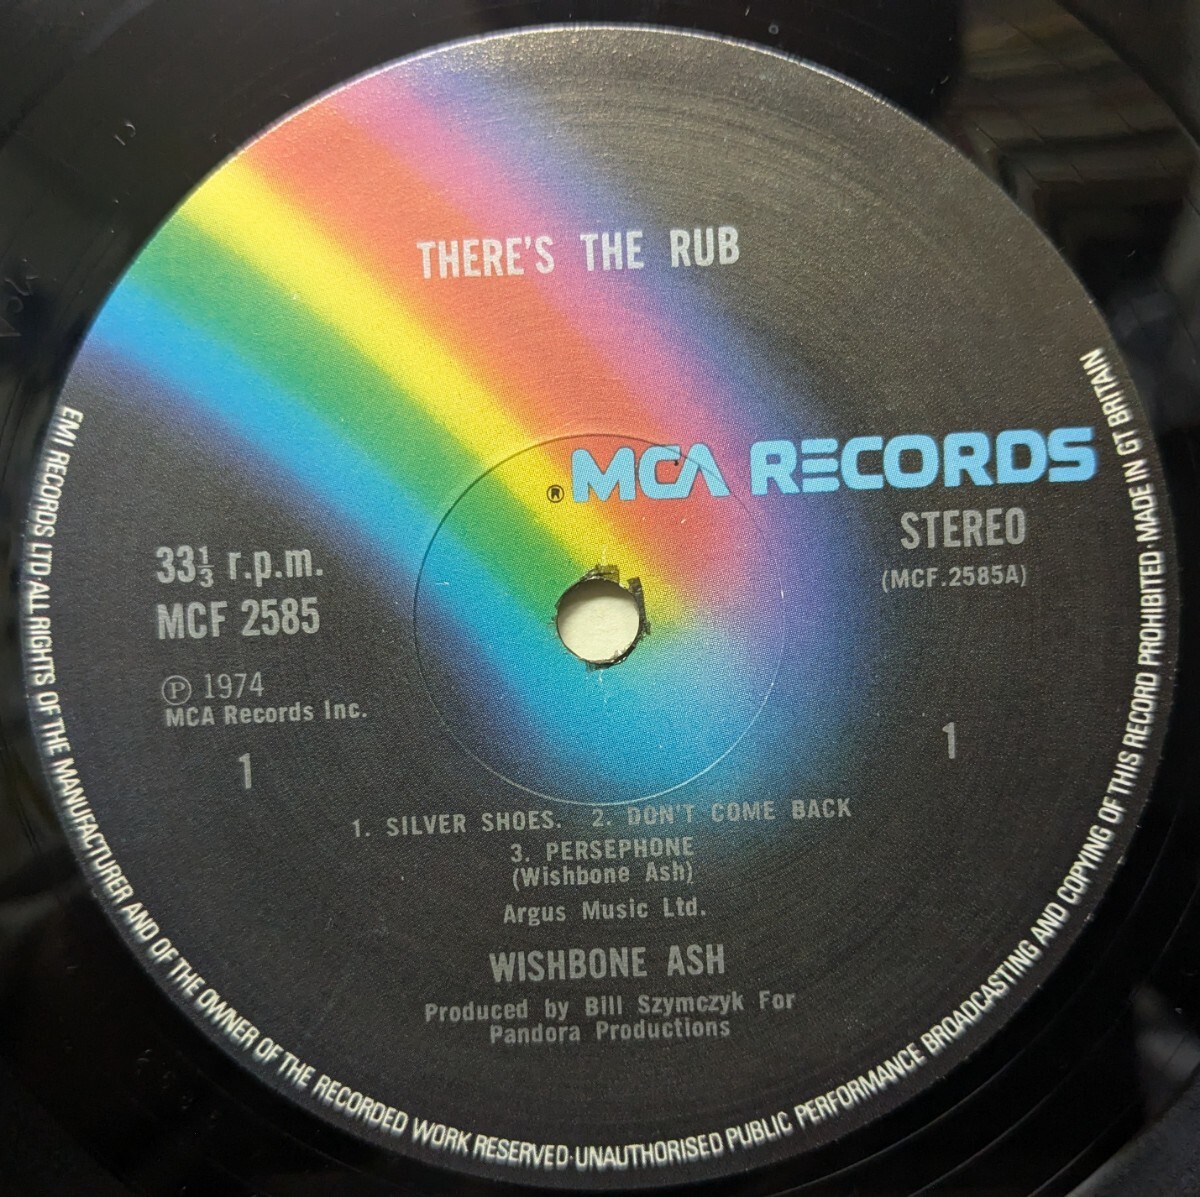 THERE'S THE RUB
® MCA RECORDS
STEREO
(MCF.2585A)
33⅓ r.p.m.
MCF 2585
Ⓟ 1974
MCA Records Inc.
1
1
1. SILVER SHOES. 2. DON'T COME BACK
3. PERSEPHONE
(Wishbone Ash)
Argus Music Ltd.
WISHBONE ASH
Produced by Bill Szymczyk For
Pandora Productions
EMI RECORDS LTD·ALL RIGHTS OF THE MANUFACTURER AND OF THE OWNER OF THE RECORDED WORK RESERVED·UNAUTHORISED PUBLIC PERFORMANCE BROADCASTING AND COPYING OF THIS RECORD PROHIBITED·MADE IN GT BRITAIN